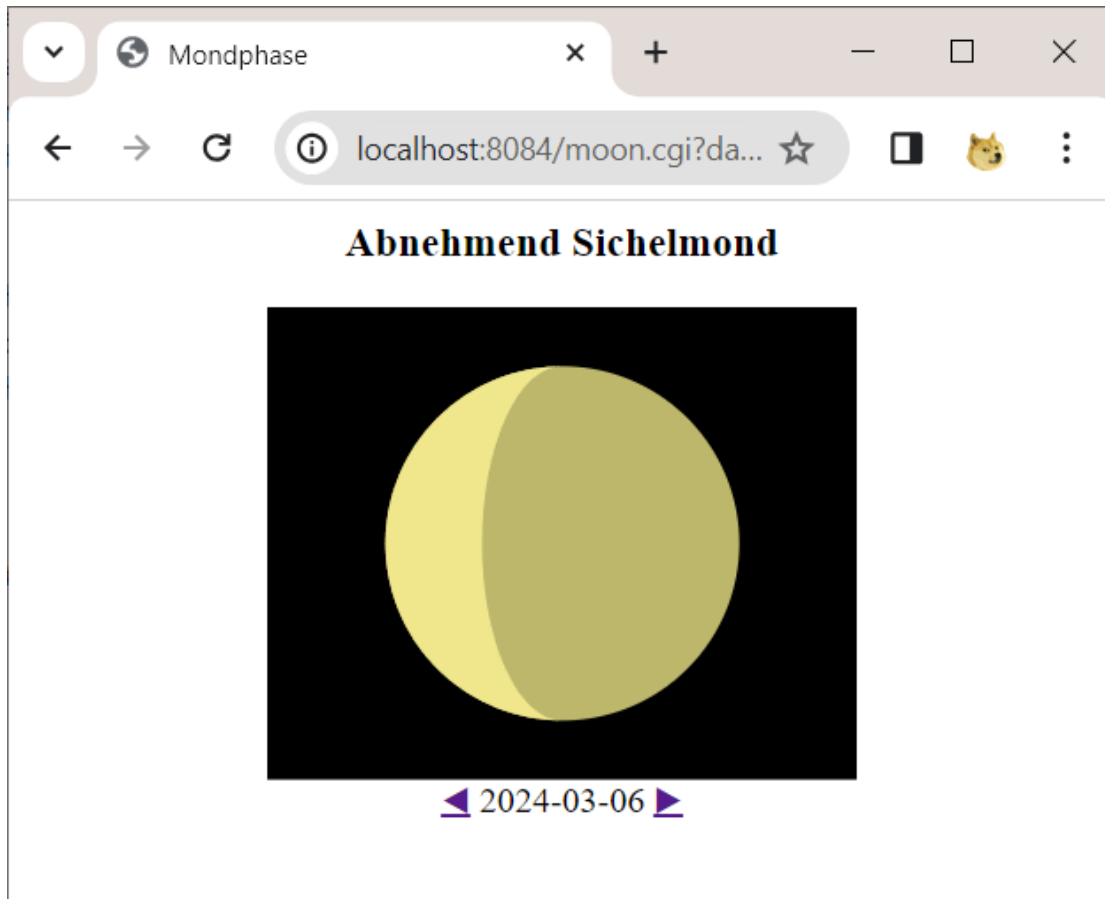 Mondphase
localhost:8084/moon.cgi?da...
Abnehmend Sichelmond
◀ 2024-03-06 ▶